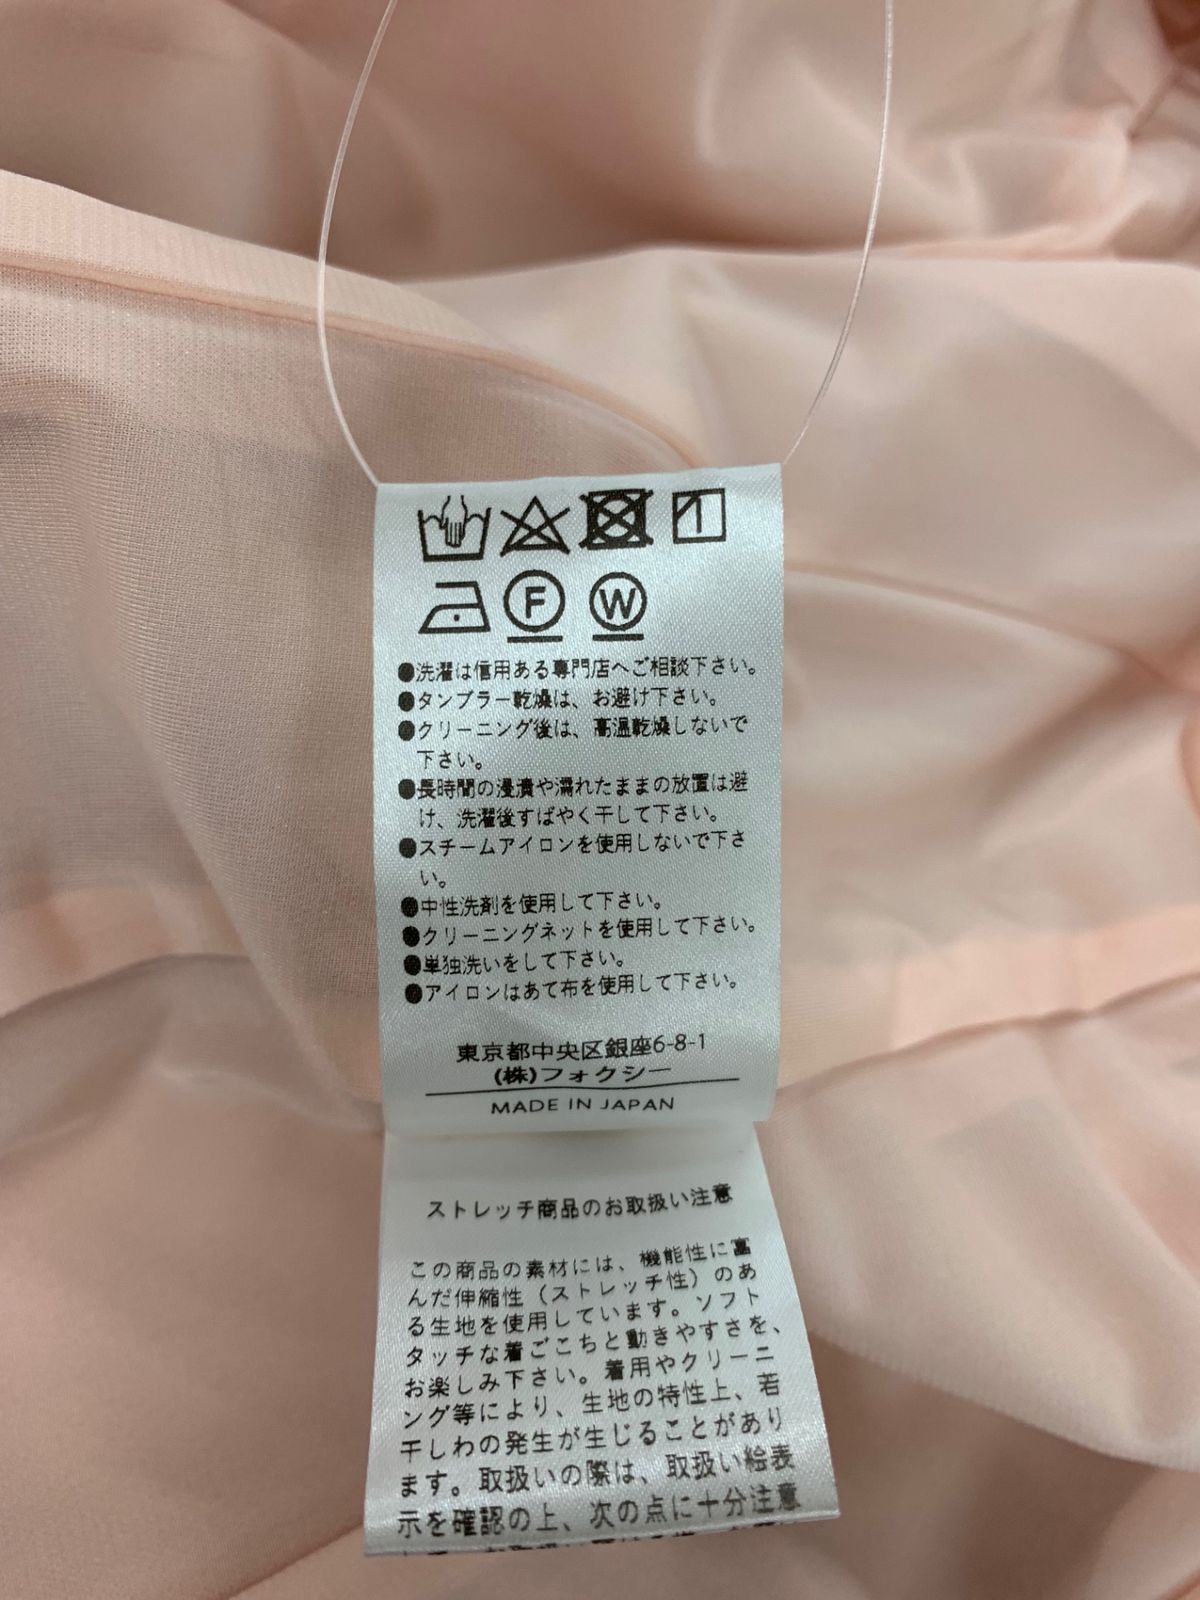 F W
●洗濯は信用ある専門店へご相談下さい。
●タンブラー乾燥は、お避け下さい。
●クリーニング後は、高温乾燥しないで
下さい。
●長時間の浸漬や濡れたままの放置は避
け、洗濯後すばやく干して下さい。
●スチームアイロンを使用しないで下さ
い。
●中性洗剤を使用して下さい。
●クリーニングネットを使用して下さい。
●単独洗いをして下さい。
●アイロンはあて布を使用して下さい。
東京都中央区銀座6-8-1
(株)フォクシー
MADE IN JAPAN
ストレッチ商品のお取扱い注意
この商品の素材には、機能性に富
んだ伸縮性（ストレッチ性）のあ
る生地を使用しています。ソフト
タッチな着ごこちと動きやすさを、
お楽しみ下さい。着用やクリーニ
ング等により、生地の特性上、若
干しわの発生が生じることがあり
ます。取扱いの際は、取扱い絵表
示を確認の上、次の点に十分注意